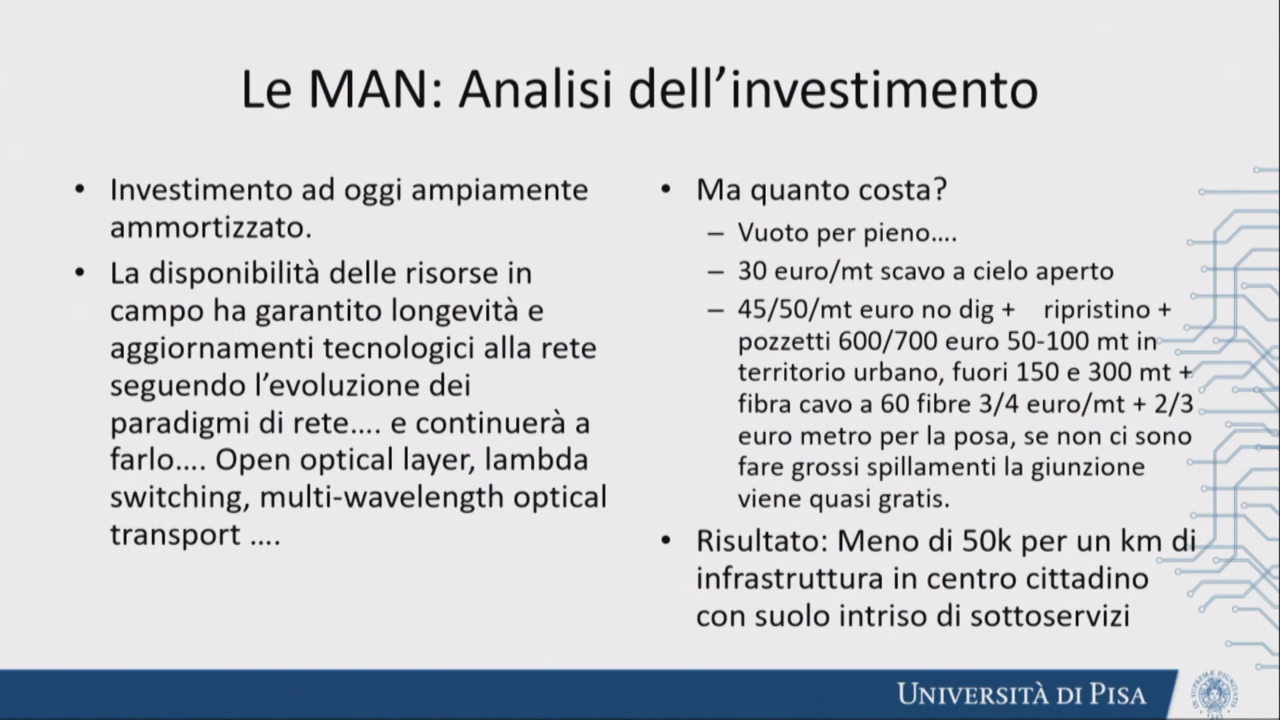 Le MAN: Analisi dell’investimento
• Investimento ad oggi ampiamente
ammortizzato.
• La disponibilità delle risorse in
campo ha garantito longevità e
aggiornamenti tecnologici alla rete
seguendo l’evoluzione dei
paradigmi di rete…. e continuerà a
farlo…. Open optical layer, lambda
switching, multi-wavelength optical
transport ….
• Ma quanto costa?
– Vuoto per pieno….
– 30 euro/mt scavo a cielo aperto
– 45/50/mt euro no dig + ripristino +
pozzetti 600/700 euro 50-100 mt in
territorio urbano, fuori 150 e 300 mt +
fibra cavo a 60 fibre 3/4 euro/mt + 2/3
euro metro per la posa, se non ci sono
fare grossi spillamenti la giunzione
viene quasi gratis.
• Risultato: Meno di 50k per un km di
infrastruttura in centro cittadino
con suolo intriso di sottoservizi
UNIVERSITÀ DI PISA